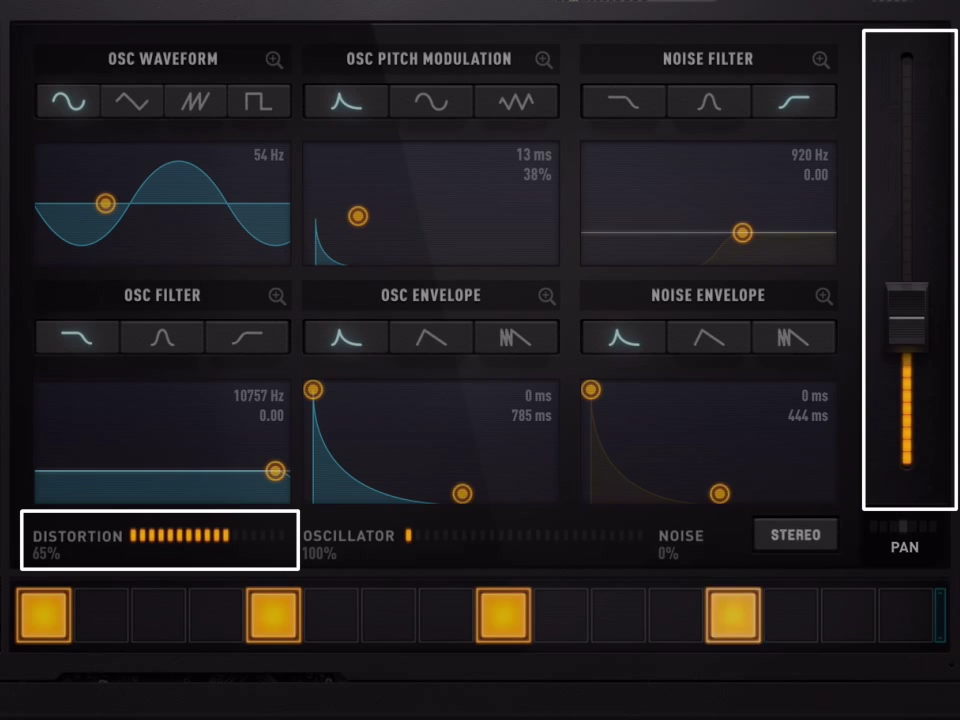 OSC WAVEFORM
OSC PITCH MODULATION
NOISE FILTER
54 Hz
13 ms
38%
920 Hz
0.00
OSC FILTER
OSC ENVELOPE
NOISE ENVELOPE
10757 Hz
0.00
0 ms
785 ms
0 ms
444 ms
DISTORTION
65%
OSCILLATOR
100%
NOISE
0%
STEREO
PAN